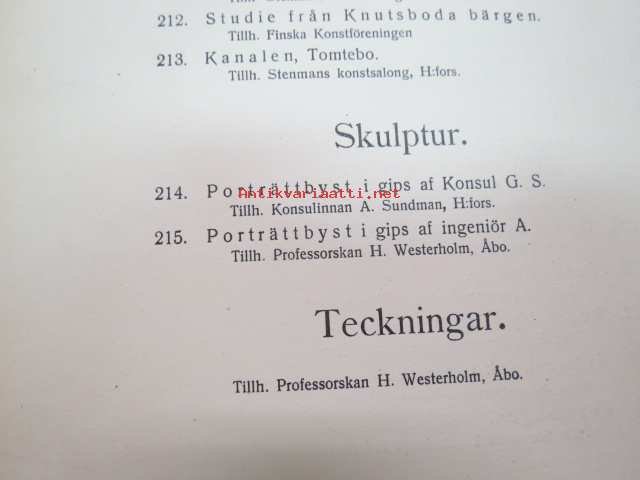 212. Studie från Knutsboda bärgen.
Tillh. Finska Konstföreningen
213. Kanalen, Tomtebo.
Tillh. Stenmans konstsalong, H:fors.
Skulptur.
214. Porträttbyst i gips af Konsul G. S.
Antikvariaatti.net
Tillh. Konsulinnan A. Sundman, H:fors.
215. Porträttbyst i gips af ingeniör A.
Tillh. Professorskan H. Westerholm, Åbo.
Teckningar.
Tillh. Professorskan H. Westerholm, Åbo.